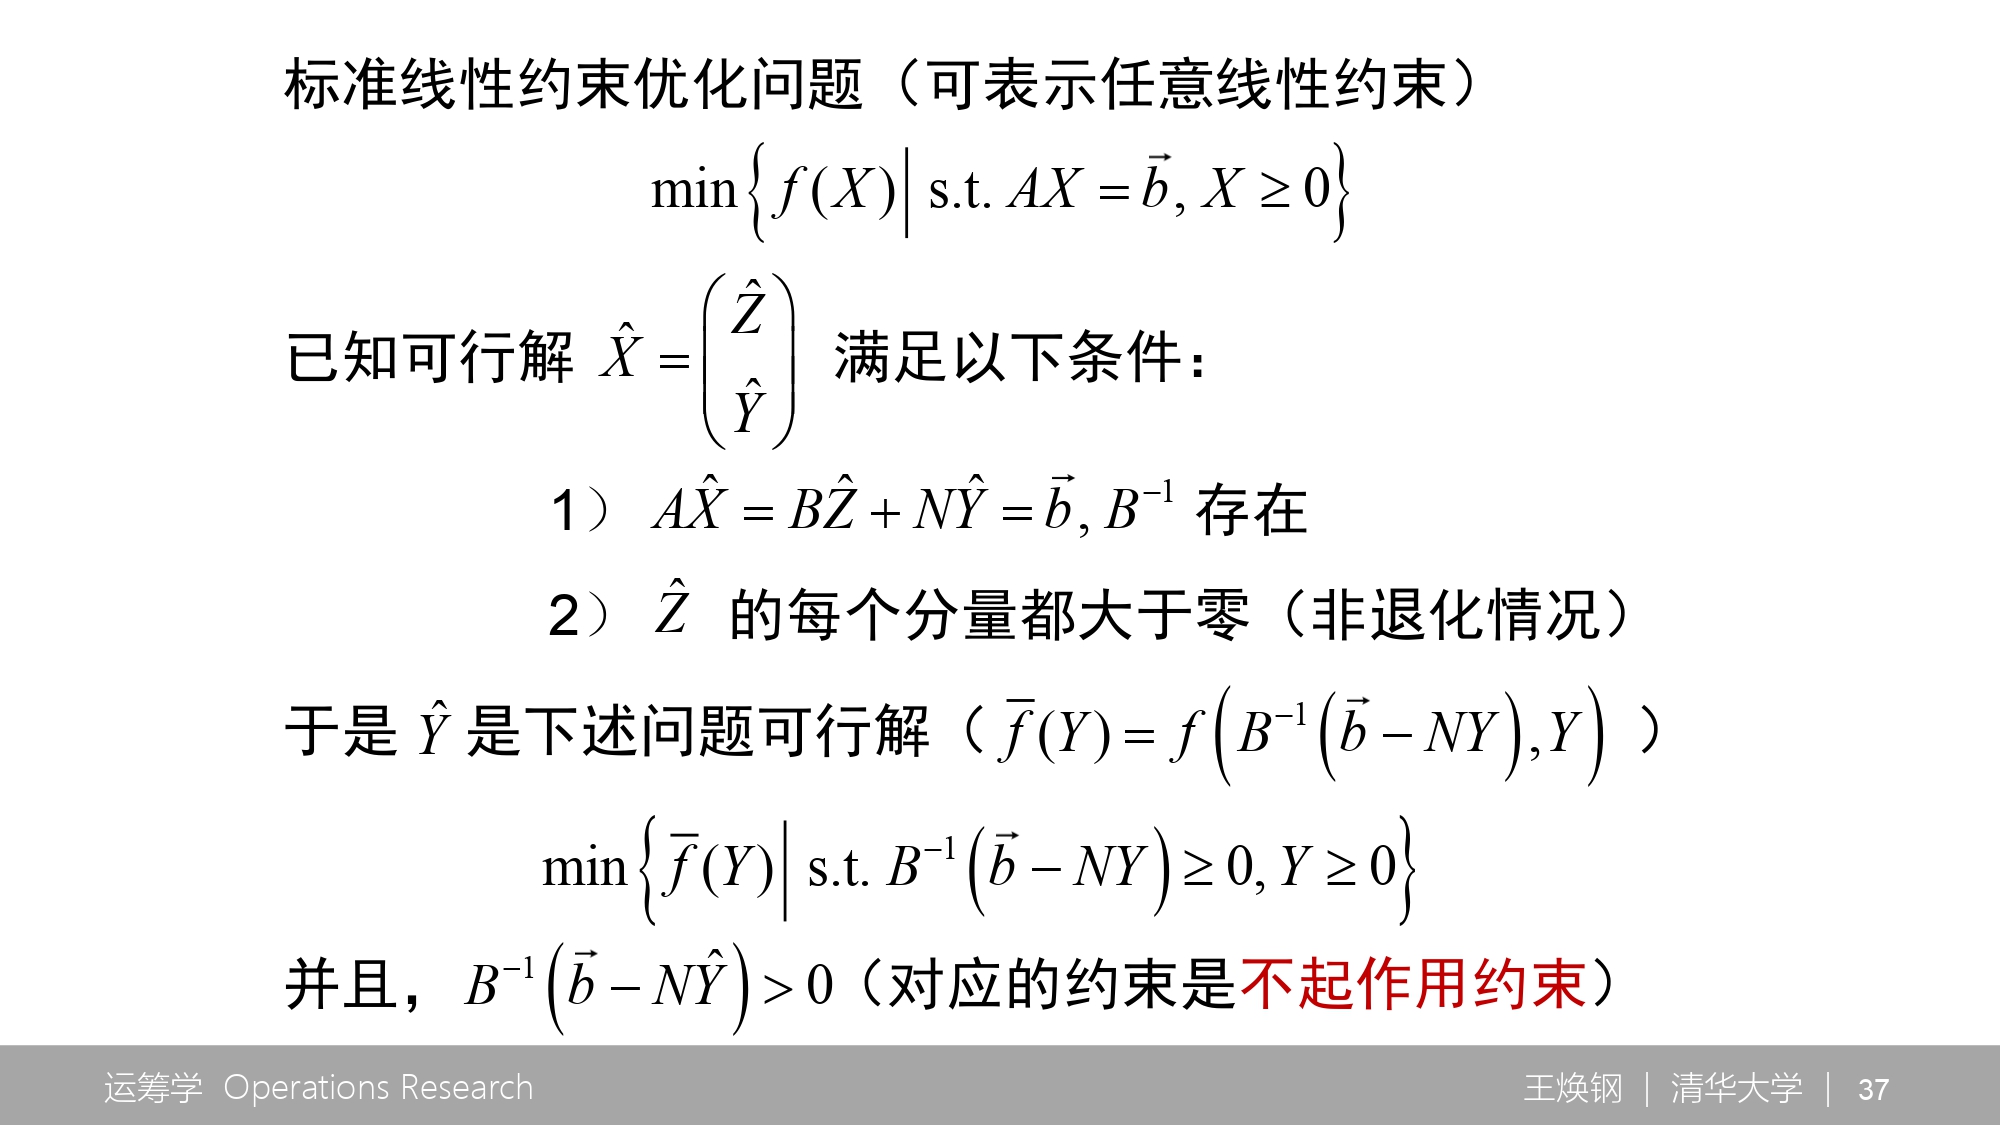 标准线性约束优化问题（可表示任意线性约束）
$\min\left\{ f(X) \middle| \text{ s.t. } AX = \vec{b}, X \geq 0 \right\}$
已知可行解 $\hat{X} = \begin{pmatrix} \hat{Z} \\ \hat{Y} \end{pmatrix}$ 满足以下条件：
1） $A\hat{X} = B\hat{Z} + N\hat{Y} = \vec{b}, B^{-1}$ 存在
2） $\hat{Z}$ 的每个分量都大于零（非退化情况）
于是 $\hat{Y}$ 是下述问题可行解（ $\overline{f}(Y) = f\left(B^{-1}\left(\vec{b} - NY\right), Y\right)$ ）
$\min\left\{ \overline{f}(Y) \middle| \text{ s.t. } B^{-1}\left(\vec{b} - NY\right) \geq 0, Y \geq 0 \right\}$
并且，$B^{-1}\left(\vec{b} - N\hat{Y}\right) > 0$（对应的约束是不起作用约束）
运筹学 Operations Research
王焕钢 | 清华大学 | 37